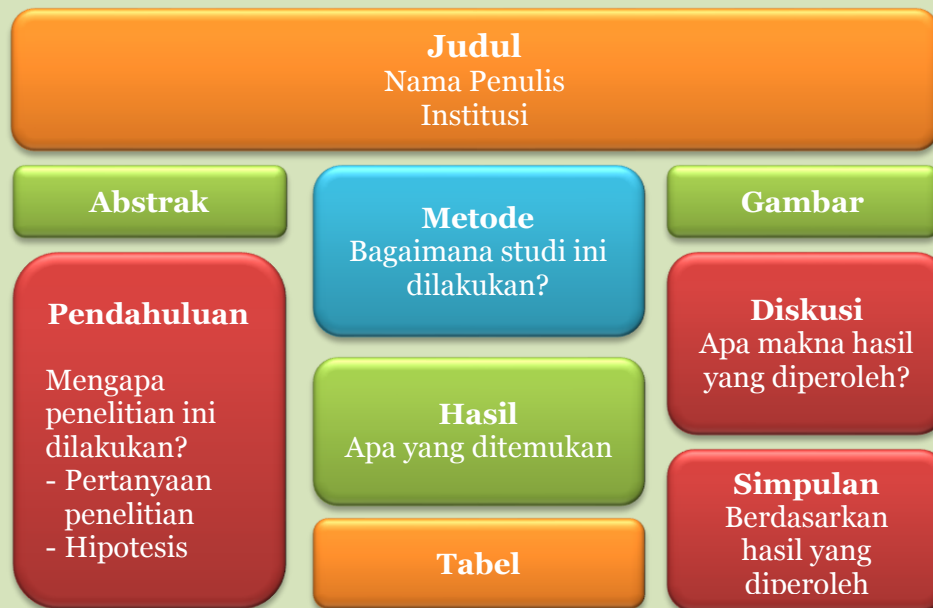 Judul
Nama Penulis
Institusi
Abstrak
Pendahuluan
Mengapa
penelitian ini
dilakukan?
- Pertanyaan
penelitian
- Hipotesis
Metode
Bagaimana studi ini
dilakukan?
Hasil
Apa yang ditemukan
Tabel
Gambar
Diskusi
Apa makna hasil
yang diperoleh?
Simpulan
Berdasarkan
hasil yang
diperoleh